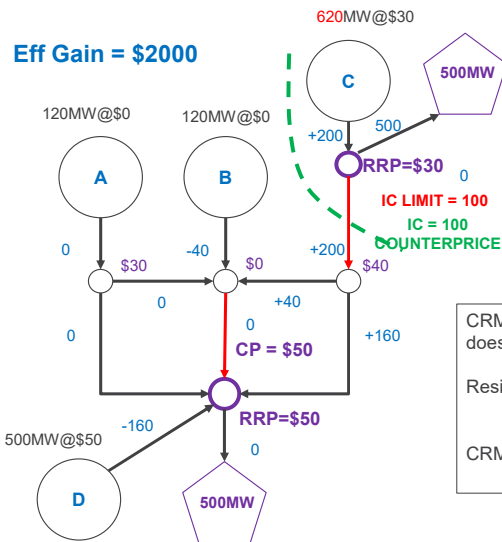 620MW@$30
Eff Gain = $2000
C
500MW
120MW@$0
120MW@$0
+200
500
A
B
RRP=$30
0
IC LIMIT = 100
IC = 100
COUNTERPRICE
0
-40
$30
$0
+200
$40
0
+40
0
0
+160
CP = $50
CRM
does
Resi
CRM
RRP=$50
-160
500MW@$50
0
D
500MW